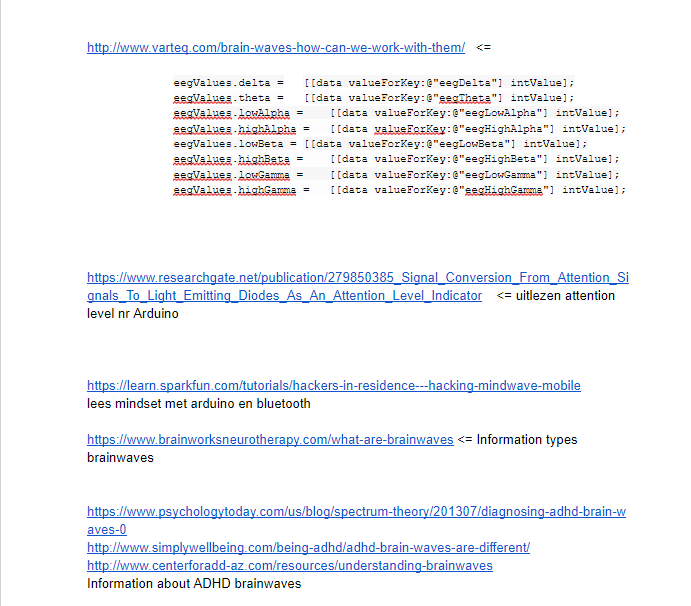 http://www.varteq.com/brain-waves-how-can-we-work-with-them/ <=
eegValues.delta = [[data valueForKey:@"eegDelta"] intValue];
eegValues.theta = [[data valueForKey:@"eegTheta"] intValue];
eegValues.lowAlpha = [[data valueForKey:@"eegLowAlpha"] intValue];
eegValues.highAlpha = [[data valueForKey:@"eegHighAlpha"] intValue];
eegValues.lowBeta = [[data valueForKey:@"eegLowBeta"] intValue];
eegValues.highBeta = [[data valueForKey:@"eegHighBeta"] intValue];
eegValues.lowGamma = [[data valueForKey:@"eegLowGamma"] intValue];
eegValues.highGamma = [[data valueForKey:@"eegHighGamma"] intValue];
https://www.researchgate.net/publication/279850385_Signal_Conversion_From_Attention_Si
gnals_To_Light_Emitting_Diodes_As_An_Attention_Level_Indicator <= uitlezen attention
level nr Arduino
https://learn.sparkfun.com/tutorials/hackers-in-residence---hacking-mindwave-mobile
lees mindset met arduino en bluetooth
https://www.brainworksneurotherapy.com/what-are-brainwaves <= Information types
brainwaves
https://www.psychologytoday.com/us/blog/spectrum-theory/201307/diagnosing-adhd-brain-w
aves-0
http://www.simplywellbeing.com/being-adhd/adhd-brain-waves-are-different/
http://www.centerforadd-az.com/resources/understanding-brainwaves
Information about ADHD brainwaves